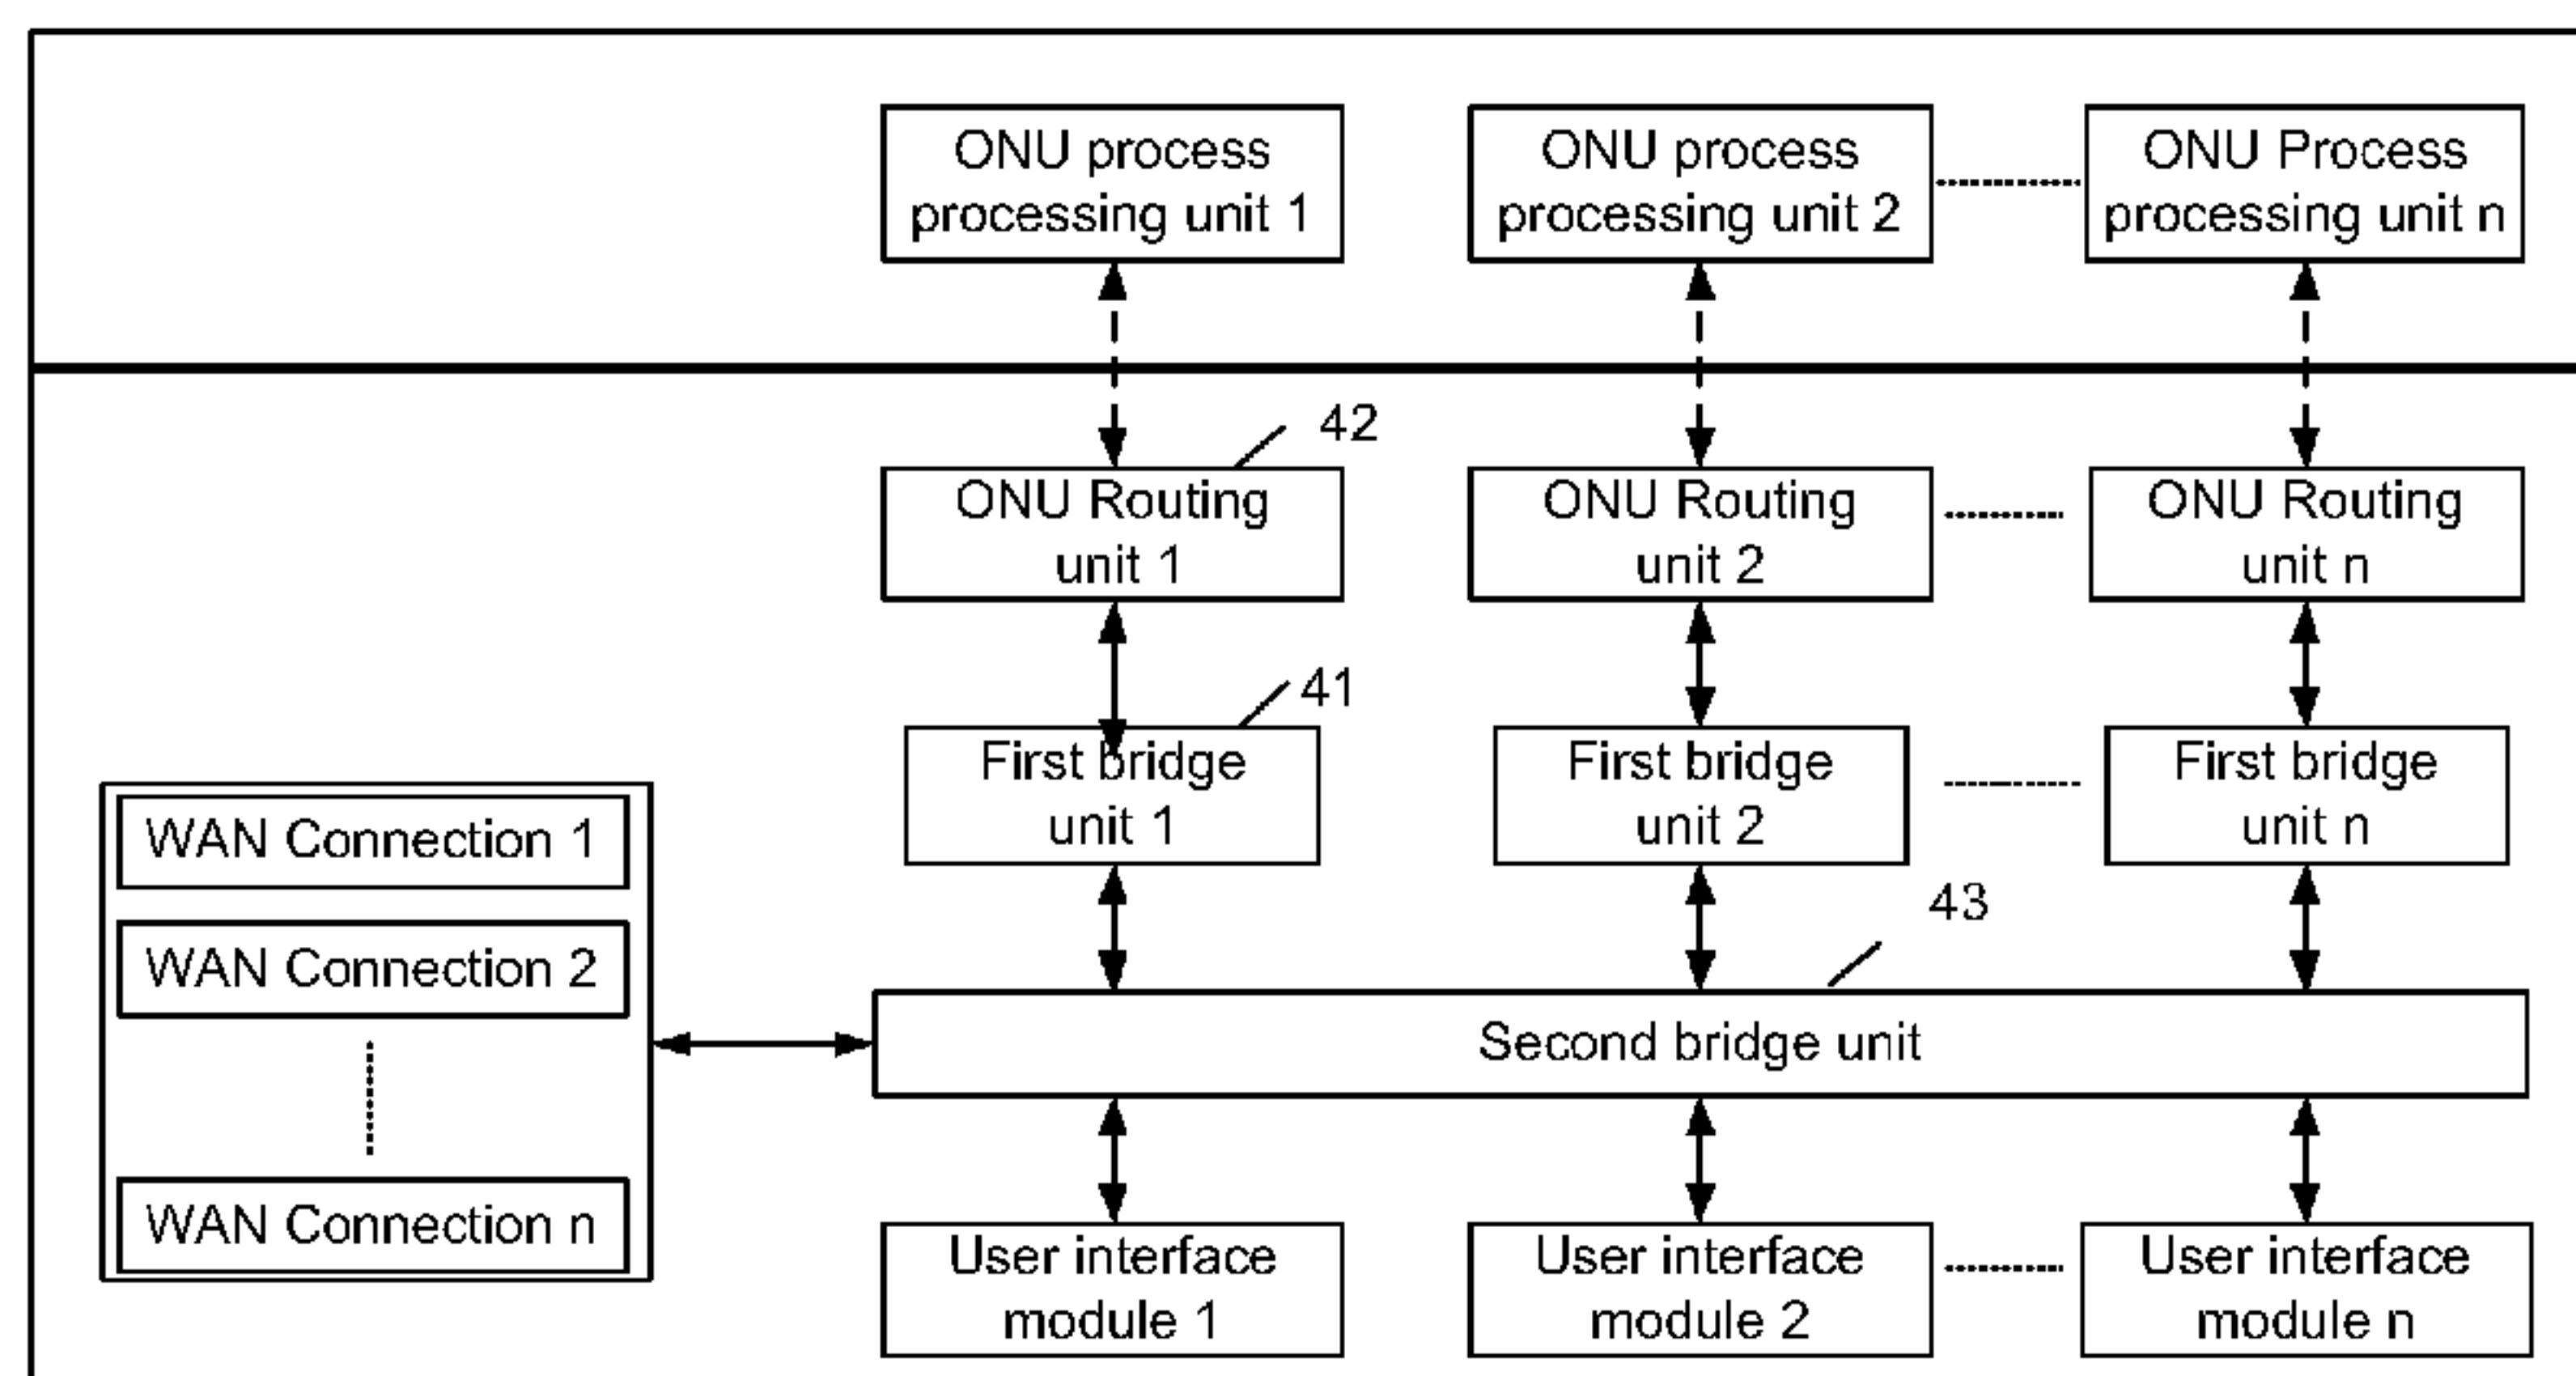 ONU process
processing unit 1
ONU process
processing unit 2
ONU Process
processing unit n
42
ONU Routing
unit 1
ONU Routing
unit 2
ONU Routing
unit n
41
First bridge
unit 1
First bridge
unit 2
First bridge
unit n
WAN Connection 1
WAN Connection 2
WAN Connection n
43
Second bridge unit
User interface
module 1
User interface
module 2
User interface
module n